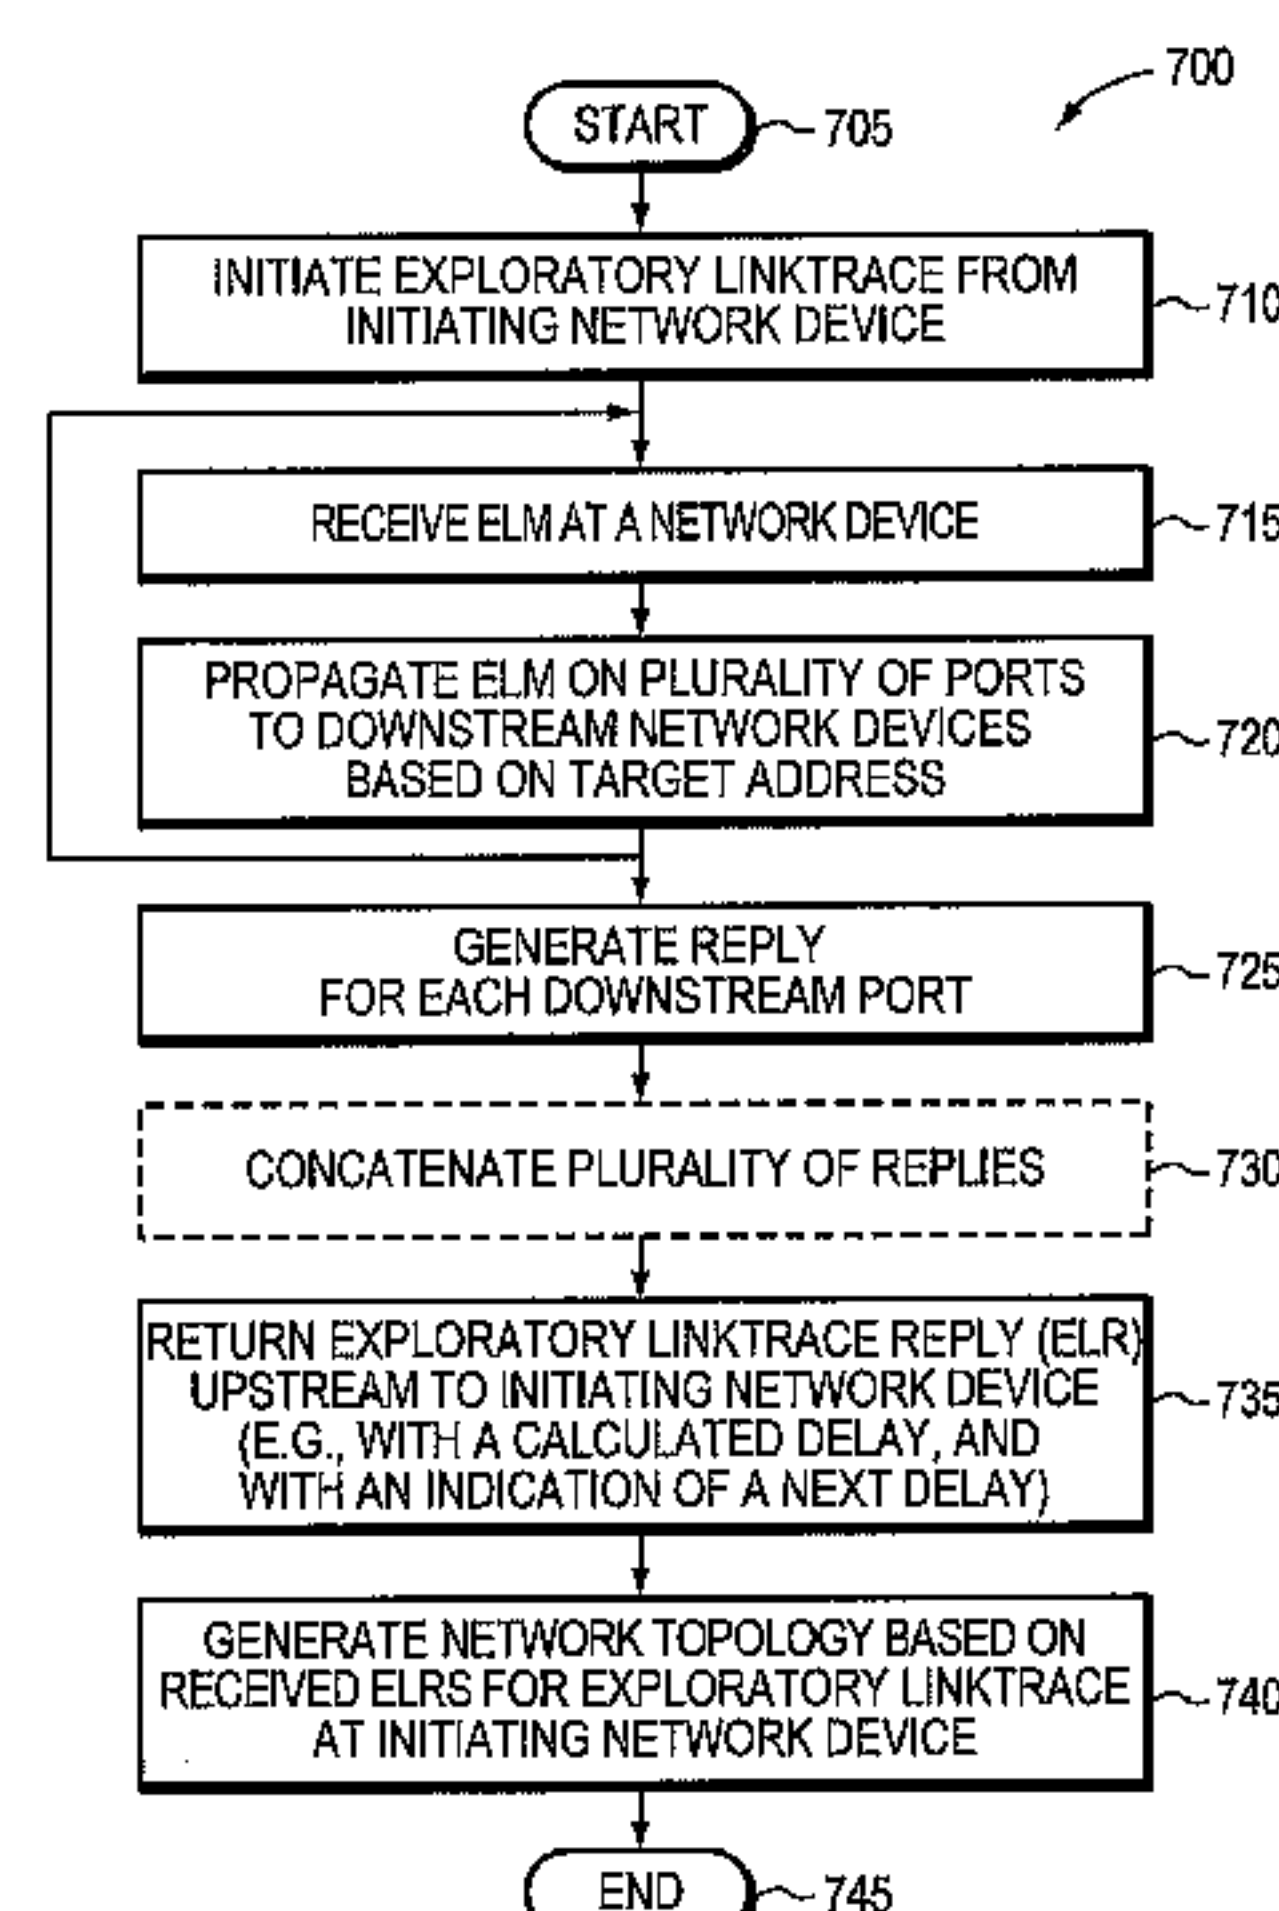 700
START
705
INITIATE EXPLORATORY LINKTRACE FROM
INITIATING NETWORK DEVICE
710
RECEIVE ELM AT A NETWORK DEVICE
715
PROPAGATE ELM ON PLURALITY OF PORTS
TO DOWNSTREAM NETWORK DEVICES
BASED ON TARGET ADDRESS
720
GENERATE REPLY
FOR EACH DOWNSTREAM PORT
725
CONCATENATE PLURALITY OF REPLIES
730
RETURN EXPLORATORY LINKTRACE REPLY (ELR)
UPSTREAM TO INITIATING NETWORK DEVICE
(E.G., WITH A CALCULATED DELAY, AND
WITH AN INDICATION OF A NEXT DELAY)
735
GENERATE NETWORK TOPOLOGY BASED ON
RECEIVED ELRS FOR EXPLORATORY LINKTRACE
AT INITIATING NETWORK DEVICE
740
END
745